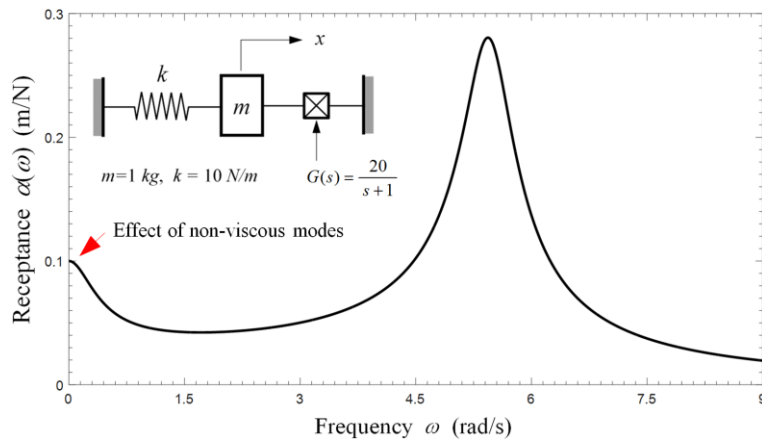 x
k
m
m=1 kg, k = 10 N/m
G(s) = 20
s+1
Effect of non-viscous modes
Receptance α(ω) (m/N)
0.3
0.2
0.1
0
0
1.5
3
4.5
6
7.5
9
Frequency ω (rad/s)